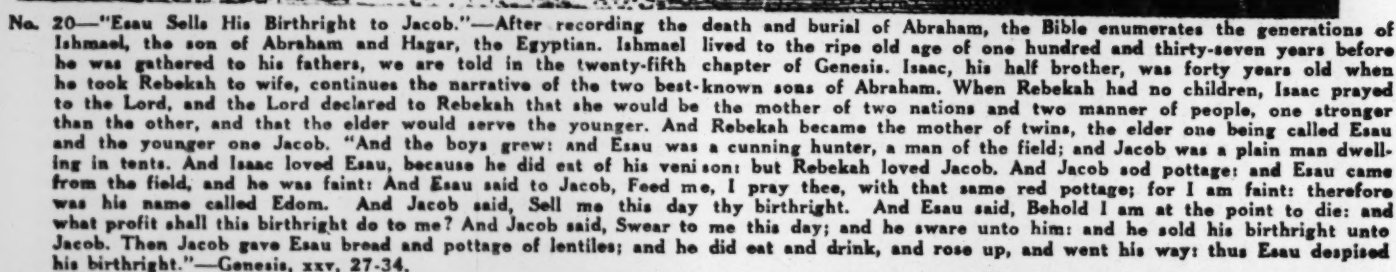 No. 20—"Esau Sells His Birthright to Jacob."—After recording the death and burial of Abraham, the Bible enumerates the generations of
Ishmael, the son of Abraham and Hagar, the Egyptian. Ishmael lived to the ripe old age of one hundred and thirty-seven years before
he was gathered to his fathers, we are told in the twenty-fifth chapter of Genesis. Isaac, his half brother, was forty years old when
he took Rebekah to wife, continues the narrative of the two best-known sons of Abraham. When Rebekah had no children, Isaac prayed
to the Lord, and the Lord declared to Rebekah that she would be the mother of two nations and two manner of people, one stronger
than the other, and that the elder would serve the younger. And Rebekah became the mother of twins, the elder one being called Esau
and the younger one Jacob. "And the boys grew: and Esau was a cunning hunter, a man of the field; and Jacob was a plain man dwell-
ing in tents. And Isaac loved Esau, because he did eat of his venison: but Rebekah loved Jacob. And Jacob sod pottage: and Esau came
from the field, and he was faint: And Esau said to Jacob, Feed me, I pray thee, with that same red pottage; for I am faint: therefore
was his name called Edom. And Jacob said, Sell me this day thy birthright. And Esau said, Behold I am at the point to die: and
what profit shall this birthright do to me? And Jacob said, Swear to me this day; and he sware unto him: and he sold his birthright unto
Jacob. Then Jacob gave Esau bread and pottage of lentiles; and he did eat and drink, and rose up, and went his way: thus Esau despised
his birthright."—Genesis, xxv, 27-34.